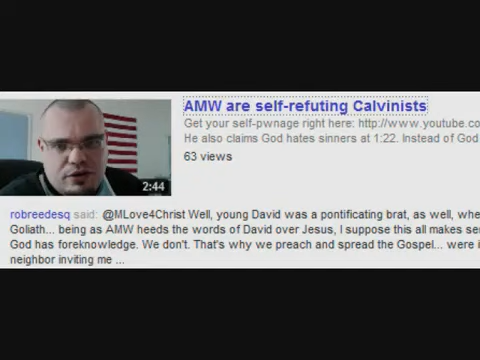 AMW are self-refuting Calvinists
Get your self-pwnage right here: http://www.youtube.co
He also claims God hates sinners at 1:22. Instead of God
63 views
2:44
robreedesq said: @MLove4Christ Well, young David was a pontificating brat, as well, whe
Goliath... being as AMW heeds the words of David over Jesus, I suppose this all makes se
God has foreknowledge. We don't. That's why we preach and spread the Gospel... were i
neighbor inviting me ...